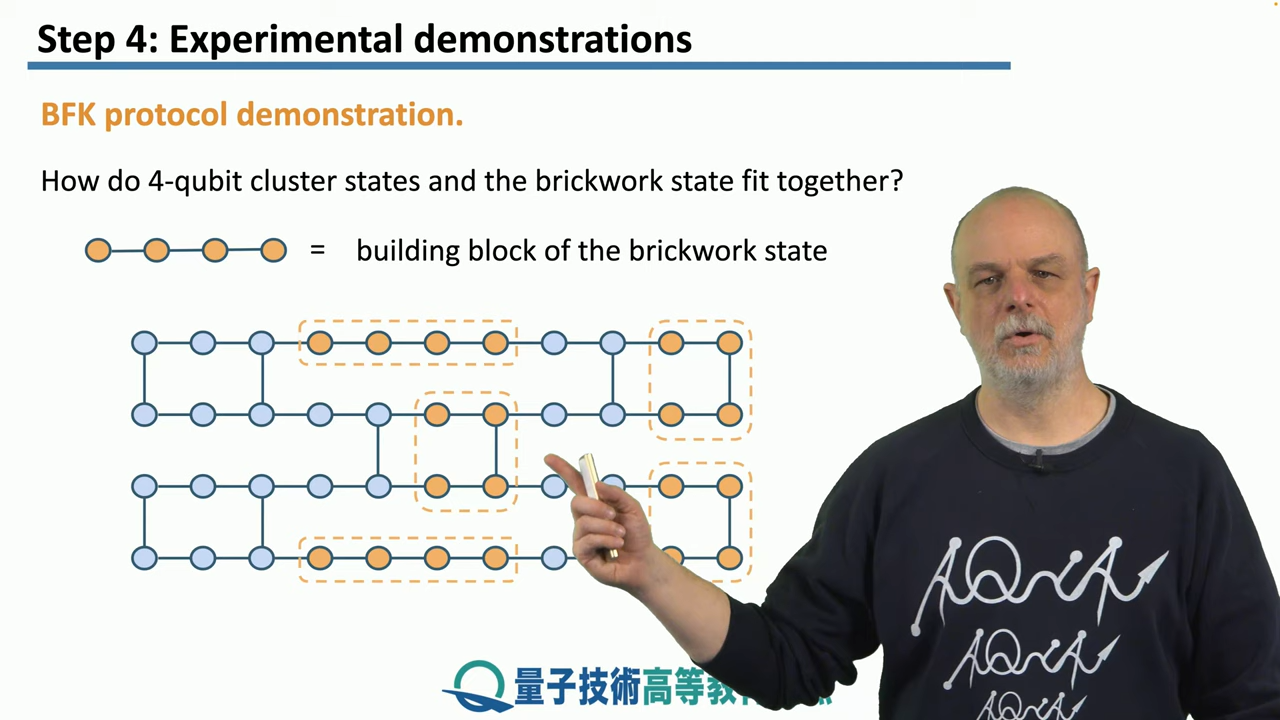 Step 4: Experimental demonstrations
BFK protocol demonstration.
How do 4-qubit cluster states and the brickwork state fit together?
= building block of the brickwork state
AQUA
AQUA
量子技術高等教